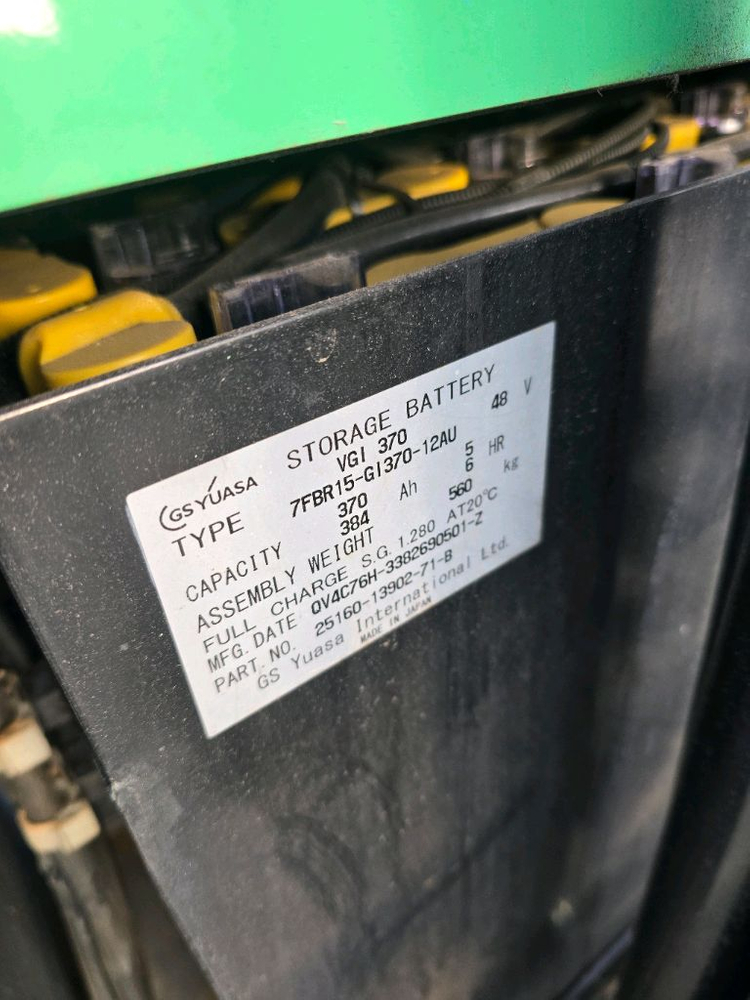 STORAGE BATTERY
GS YUASA VGI 370 48 V
TYPE 7FBR15-GI370-12AU
CAPACITY 370 Ah 5 HR
384 6
ASSEMBLY WEIGHT 560 kg
FULL CHARGE S.G. 1.280 AT20℃
MFG. DATE 0V4C76H-3382690501-Z
PART. NO. 25160-13902-71-B
GS Yuasa International Ltd.
MADE IN JAPAN